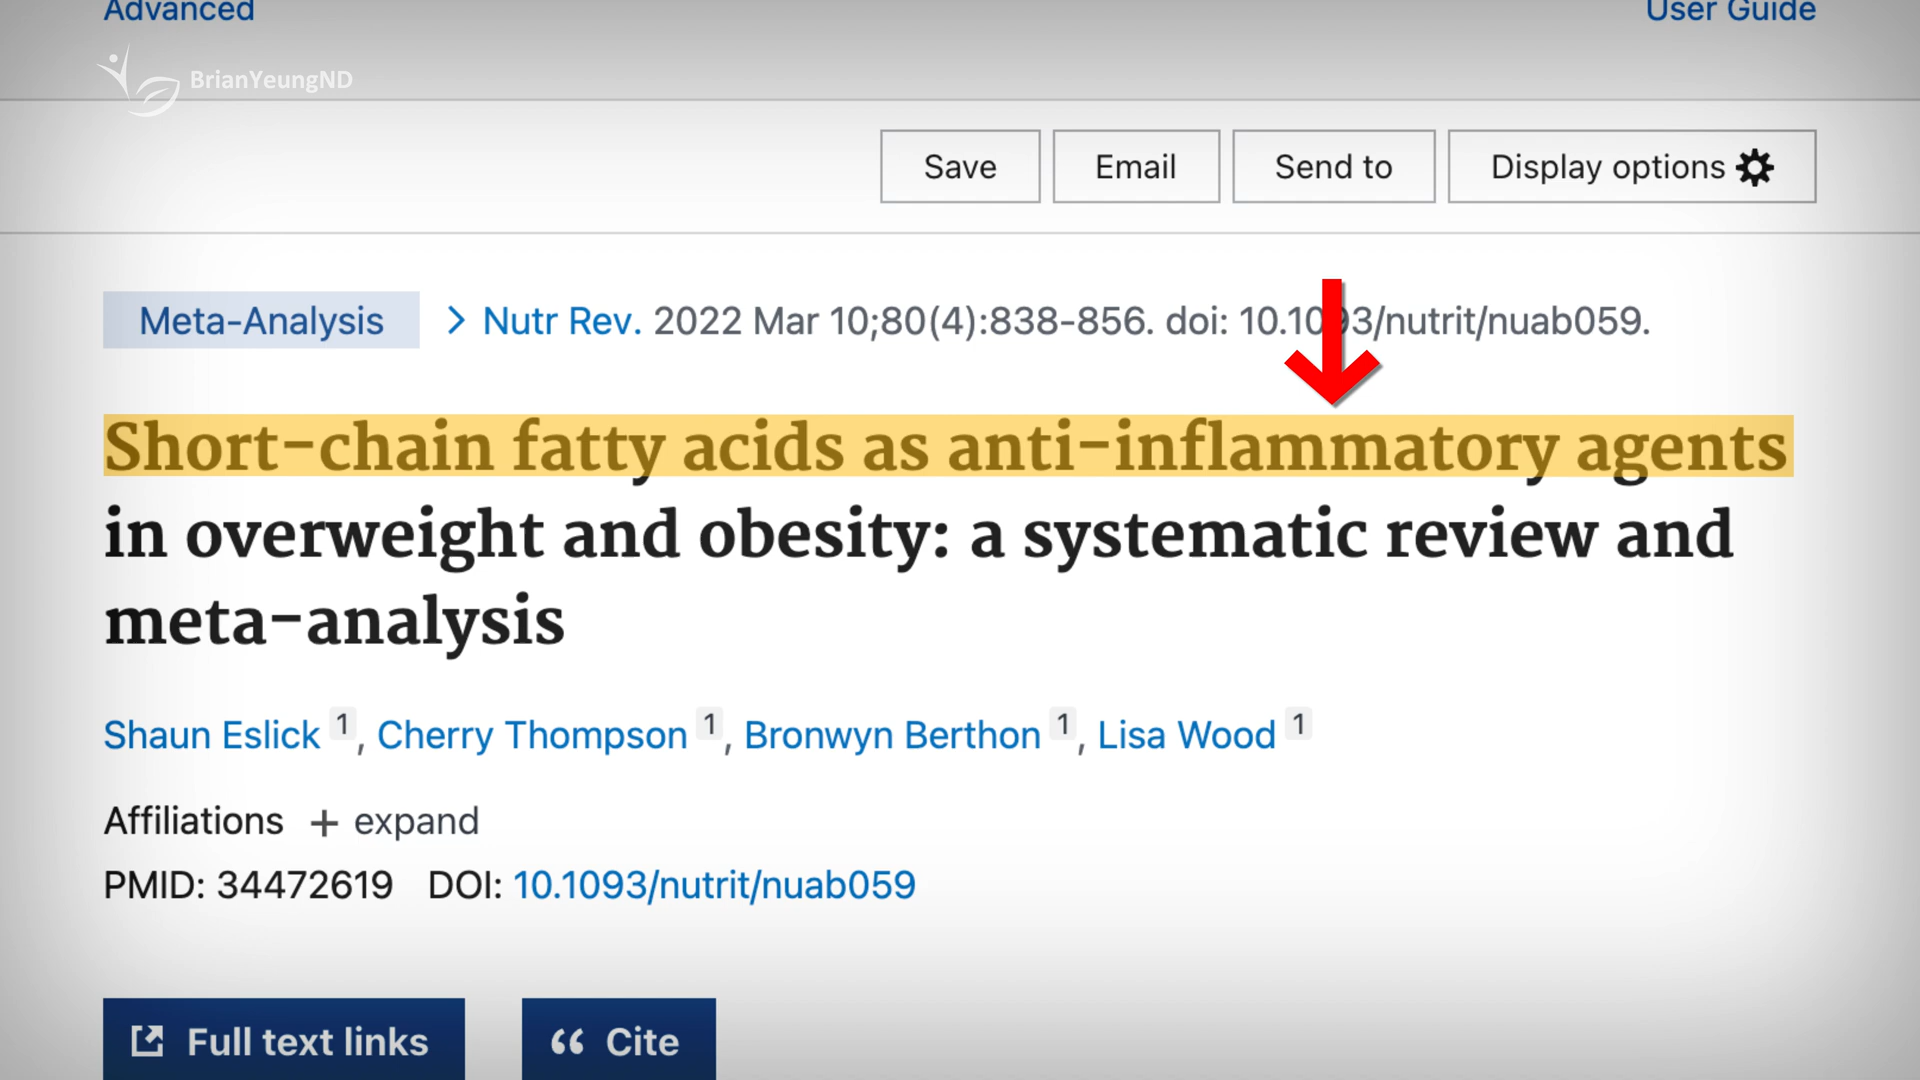 Advanced
User Guide
BrianYeungND
Save
Email
Send to
Display options
Meta-Analysis
Nutr Rev. 2022 Mar 10;80(4):838-856. doi: 10.1093/nutrit/nuab059.
Short-chain fatty acids as anti-inflammatory agents
in overweight and obesity: a systematic review and
meta-analysis
Shaun Eslick 1, Cherry Thompson 1, Bronwyn Berthon 1, Lisa Wood 1
Affiliations + expand
PMID: 34472619 DOI: 10.1093/nutrit/nuab059
Full text links
Cite